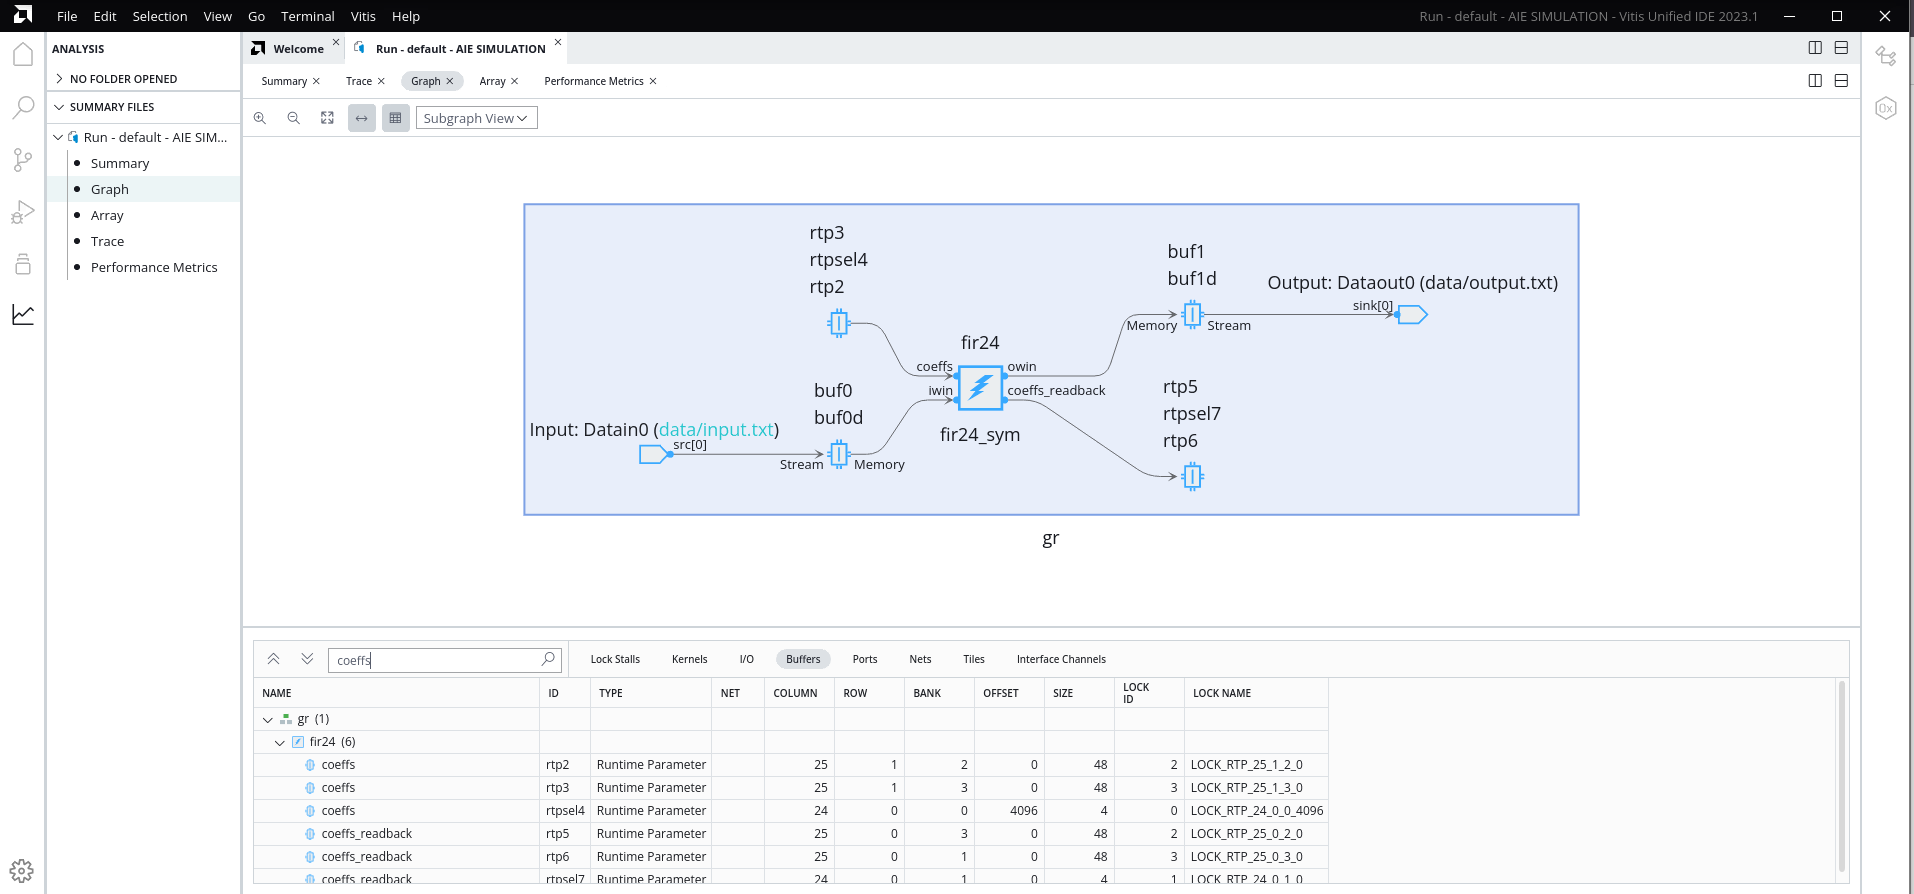 File Edit Selection View Go Terminal Vitis Help
Run - default - AIE SIMULATION - Vitis Unified IDE 2023.1
ANALYSIS
NO FOLDER OPENED
SUMMARY FILES
Run - default - AIE SIM...
Summary
Graph
Array
Trace
Performance Metrics
Welcome
Run - default - AIE SIMULATION
Summary
Trace
Graph
Array
Performance Metrics
Subgraph View
0x
rtp3
rtpsel4
rtp2
buf1
buf1d
Output: Dataout0 (data/output.txt)
sink[0]
Memory
Stream
fir24
coeffs
owin
iwin
coeffs_readback
fir24_sym
buf0
buf0d
Input: Datain0 (data/input.txt)
src[0]
Stream
Memory
rtp5
rtpsel7
rtp6
gr
coeffs
Lock Stalls Kernels I/O Buffers Ports Nets Tiles Interface Channels
NAME ID TYPE NET COLUMN ROW BANK OFFSET SIZE LOCK ID LOCK NAME
gr (1)
fir24 (6)
coeffs rtp2 Runtime Parameter 25 1 2 0 48 2 LOCK_RTP_25_1_2_0
coeffs rtp3 Runtime Parameter 25 1 3 0 48 3 LOCK_RTP_25_1_3_0
coeffs rtpsel4 Runtime Parameter 24 0 0 4096 4 0 LOCK_RTP_24_0_0_4096
coeffs_readback rtp5 Runtime Parameter 25 0 3 0 48 2 LOCK_RTP_25_0_2_0
coeffs_readback rtp6 Runtime Parameter 25 0 1 0 48 3 LOCK_RTP_25_0_3_0
coeffs_readback rtpsel7 Runtime Parameter 24 0 1 0 4 1 LOCK_RTP_24_0_1_0